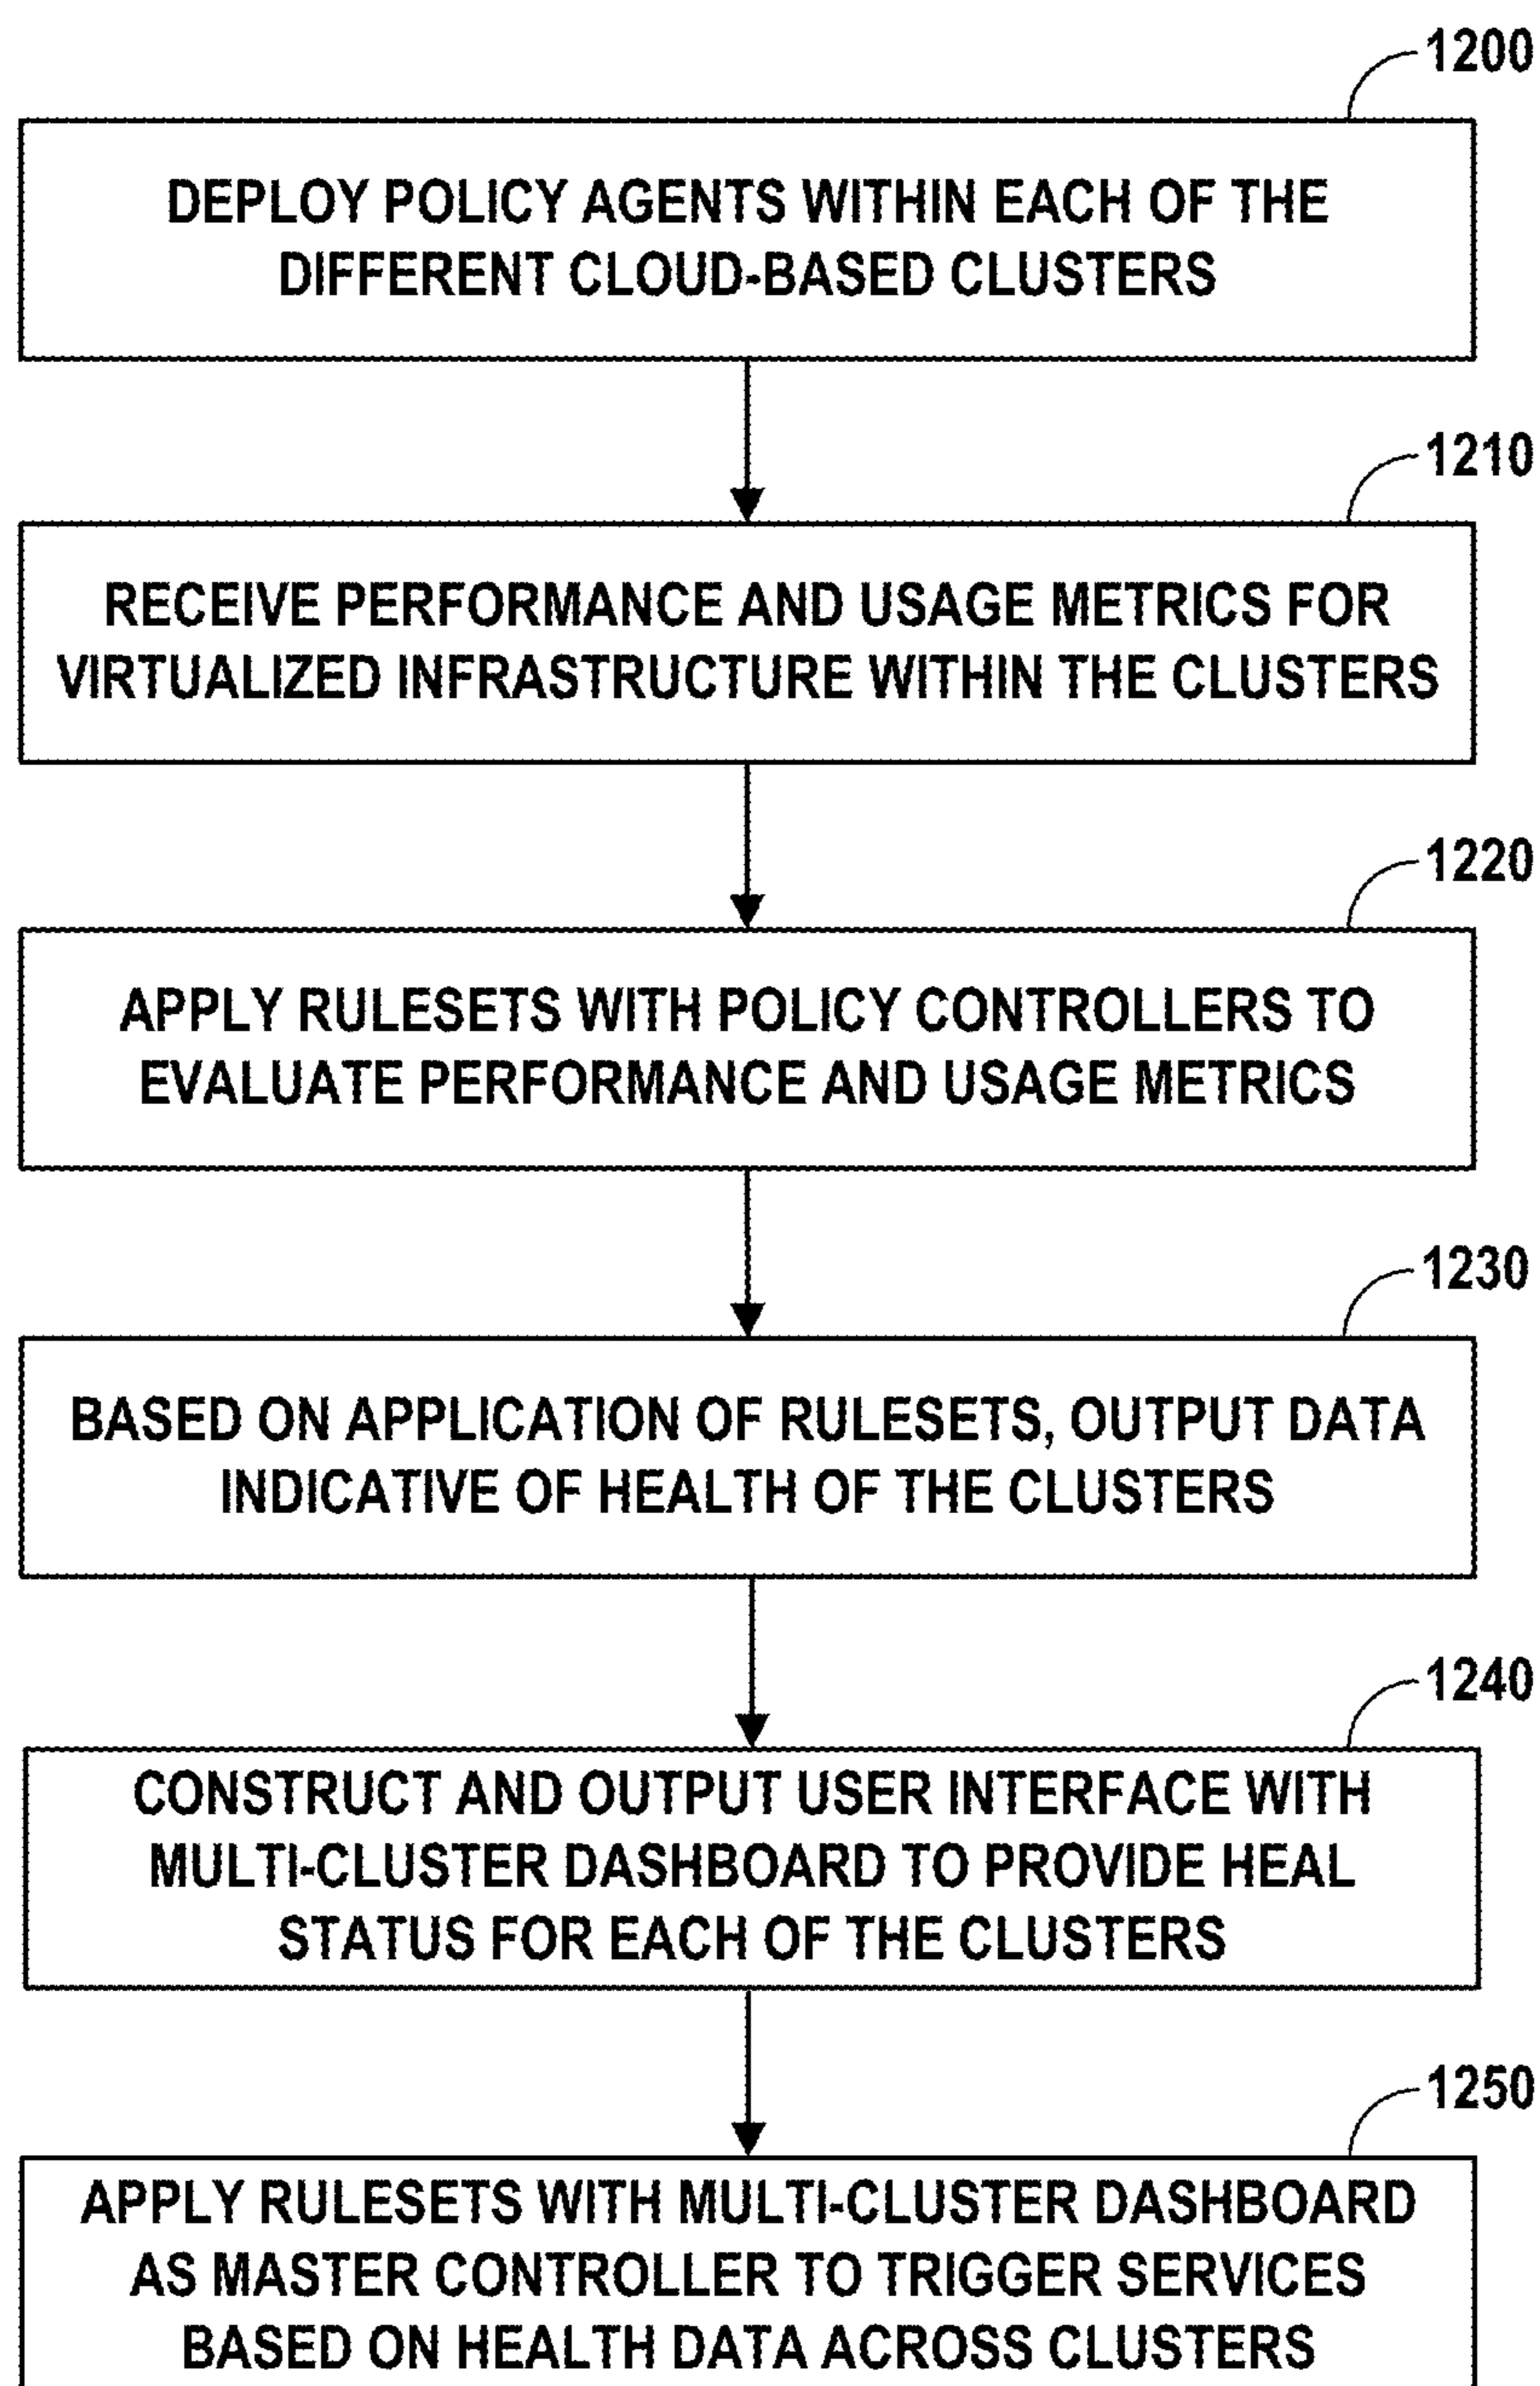 1200
DEPLOY POLICY AGENTS WITHIN EACH OF THE
DIFFERENT CLOUD-BASED CLUSTERS
1210
RECEIVE PERFORMANCE AND USAGE METRICS FOR
VIRTUALIZED INFRASTRUCTURE WITHIN THE CLUSTERS
1220
APPLY RULESETS WITH POLICY CONTROLLERS TO
EVALUATE PERFORMANCE AND USAGE METRICS
1230
BASED ON APPLICATION OF RULESETS, OUTPUT DATA
INDICATIVE OF HEALTH OF THE CLUSTERS
1240
CONSTRUCT AND OUTPUT USER INTERFACE WITH
MULTI-CLUSTER DASHBOARD TO PROVIDE HEAL
STATUS FOR EACH OF THE CLUSTERS
1250
APPLY RULESETS WITH MULTI-CLUSTER DASHBOARD
AS MASTER CONTROLLER TO TRIGGER SERVICES
BASED ON HEALTH DATA ACROSS CLUSTERS